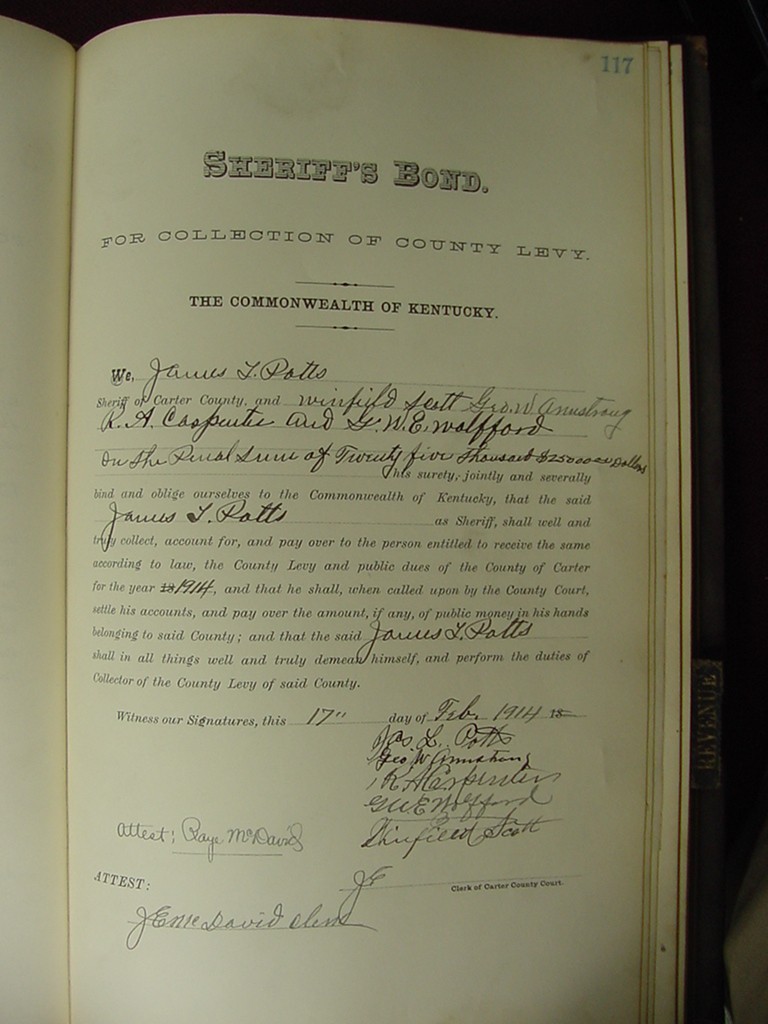 117
SHERIFF'S BOND.
FOR COLLECTION OF COUNTY LEVY.
THE COMMONWEALTH OF KENTUCKY.
We, James L. Potts
Sheriff of Carter County, and Winfield Scott Geo. W Armstrong
R. A. Carpenter and G. W. E. Wolfford
In the Penal Sum of Twenty five Thousand $25000.00 Dollars
his surety, jointly and severally
bind and oblige ourselves to the Commonwealth of Kentucky, that the said
James L. Potts as Sheriff, shall well and
truly collect, account for, and pay over to the person entitled to receive the same
according to law, the County Levy and public dues of the County of Carter
for the year 18 1914, and that he shall, when called upon by the County Court,
settle his accounts, and pay over the amount, if any, of public money in his hands
belonging to said County; and that the said James L. Potts
shall in all things well and truly demean himself, and perform the duties of
Collector of the County Levy of said County.
Witness our Signatures, this 17" day of Feb. 1914 18
Jas. L. Potts
Geo W Armstrong
R A Carpenter
G W E Wolfford
Winfield Scott
Attest; Raye McDavid
ATTEST: JE Clerk of Carter County Court.
J E McDavid Clerk
REVENUE